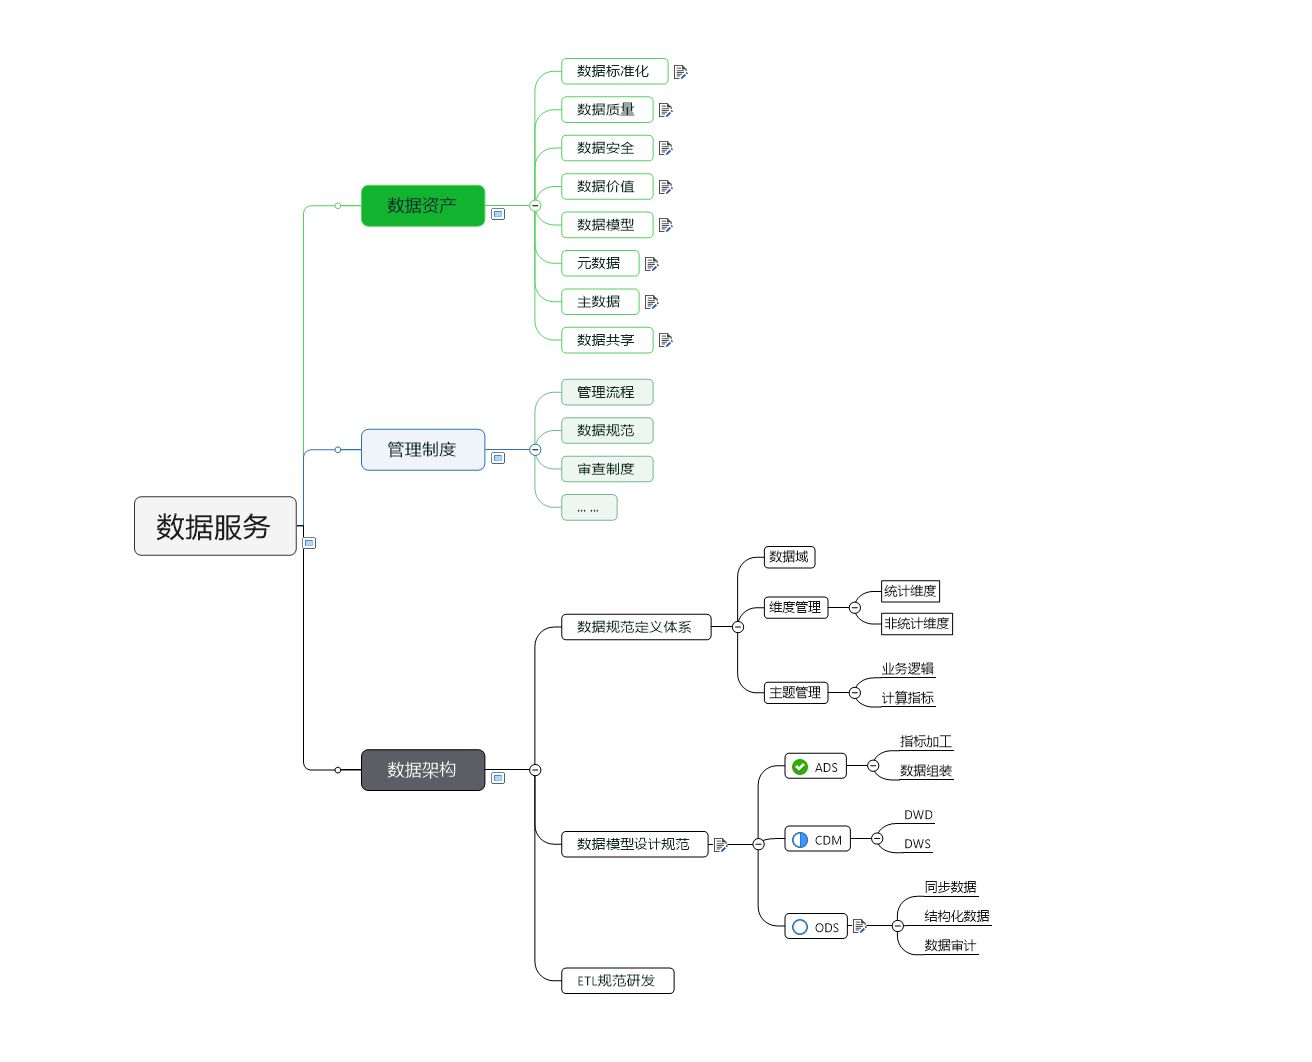 数据服务
数据资产
数据标准化
数据质量
数据安全
数据价值
数据模型
元数据
主数据
数据共享
管理制度
管理流程
数据规范
审查制度
... ...
数据架构
数据规范定义体系
数据域
维度管理
统计维度
非统计维度
主题管理
业务逻辑
计算指标
数据模型设计规范
ADS
指标加工
数据组装
CDM
DWD
DWS
ODS
同步数据
结构化数据
数据审计
ETL规范研发